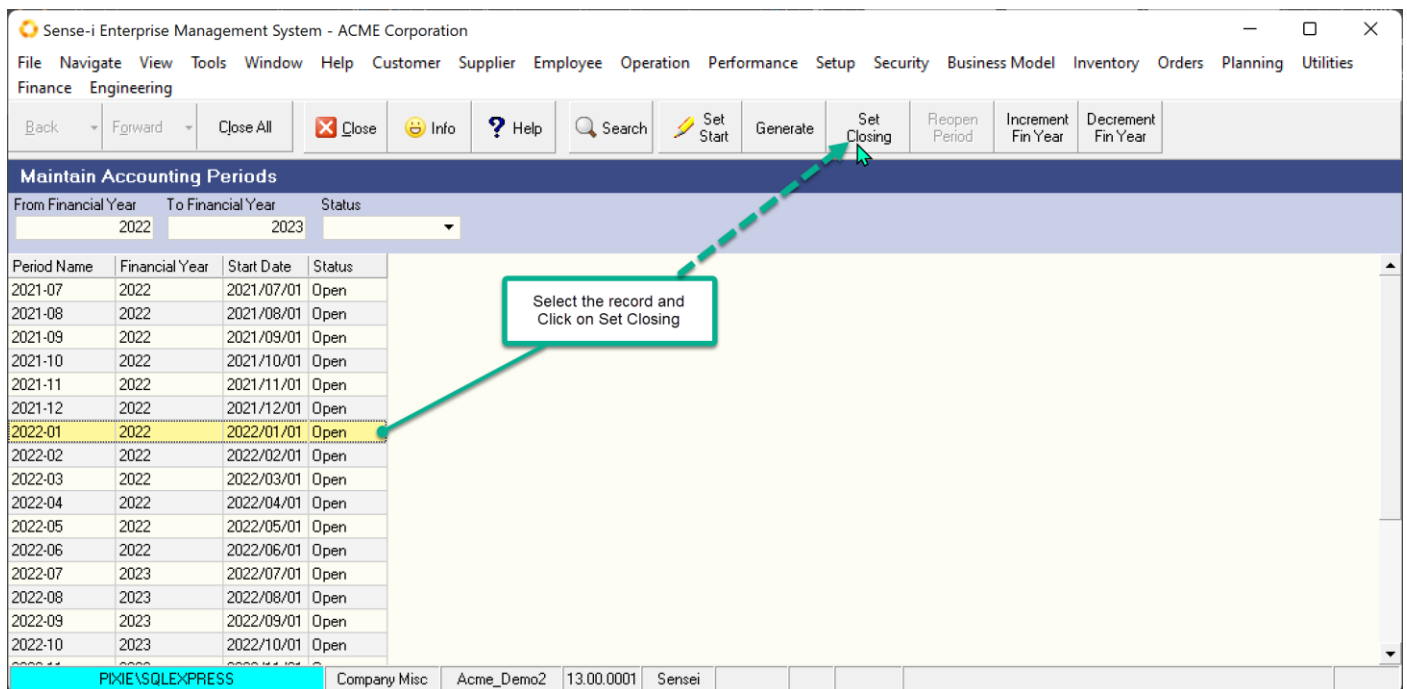 Sense-i Enterprise Management System - ACME Corporation
File Navigate View Tools Window Help Customer Supplier Employee Operation Performance Setup Security Business Model Inventory Orders Planning Utilities
Finance Engineering
Back Forward Close All Close Info ? Help Search Set Start Generate Set Closing Reopen Period Increment Fin Year Decrement Fin Year
Maintain Accounting Periods
From Financial Year To Financial Year Status
2022 2023
Period Name Financial Year Start Date Status
2021-07 2022 2021/07/01 Open
2021-08 2022 2021/08/01 Open
2021-09 2022 2021/09/01 Open
2021-10 2022 2021/10/01 Open
2021-11 2022 2021/11/01 Open
2021-12 2022 2021/12/01 Open
2022-01 2022 2022/01/01 Open
2022-02 2022 2022/02/01 Open
2022-03 2022 2022/03/01 Open
2022-04 2022 2022/04/01 Open
2022-05 2022 2022/05/01 Open
2022-06 2022 2022/06/01 Open
2022-07 2023 2022/07/01 Open
2022-08 2023 2022/08/01 Open
2022-09 2023 2022/09/01 Open
2022-10 2023 2022/10/01 Open
Select the record and
Click on Set Closing
PIXIE\SQLEXPRESS Company Misc Acme_Demo2 13.00.0001 Sensei